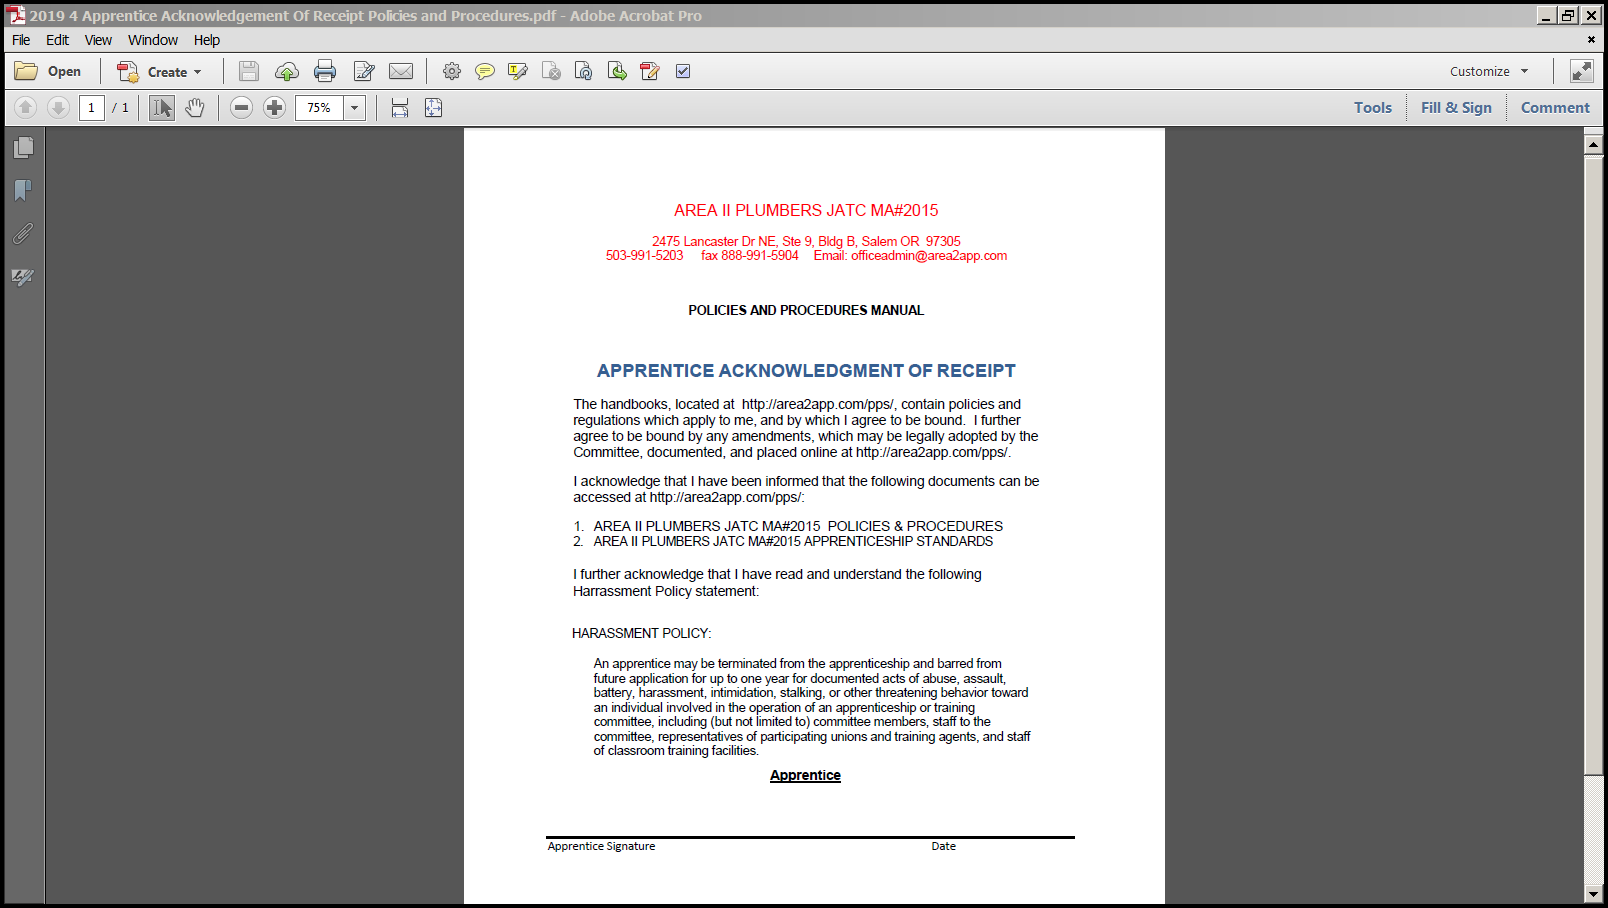 2019 4 Apprentice Acknowledgement Of Receipt Policies and Procedures.pdf - Adobe Acrobat Pro
File Edit View Window Help
Open Create Customize
1 / 1 75% Tools Fill & Sign Comment
AREA II PLUMBERS JATC MA#2015
2475 Lancaster Dr NE, Ste 9, Bldg B, Salem OR 97305
503-991-5203 fax 888-991-5904 Email: officeadmin@area2app.com
POLICIES AND PROCEDURES MANUAL
APPRENTICE ACKNOWLEDGMENT OF RECEIPT
The handbooks, located at http://area2app.com/pps/, contain policies and
regulations which apply to me, and by which I agree to be bound. I further
agree to be bound by any amendments, which may be legally adopted by the
Committee, documented, and placed online at http://area2app.com/pps/.
I acknowledge that I have been informed that the following documents can be
accessed at http://area2app.com/pps/:
1. AREA II PLUMBERS JATC MA#2015 POLICIES & PROCEDURES
2. AREA II PLUMBERS JATC MA#2015 APPRENTICESHIP STANDARDS
I further acknowledge that I have read and understand the following
Harrassment Policy statement:
HARASSMENT POLICY:
An apprentice may be terminated from the apprenticeship and barred from
future application for up to one year for documented acts of abuse, assault,
battery, harassment, intimidation, stalking, or other threatening behavior toward
an individual involved in the operation of an apprenticeship or training
committee, including (but not limited to) committee members, staff to the
committee, representatives of participating unions and training agents, and staff
of classroom training facilities.
Apprentice
Apprentice Signature Date